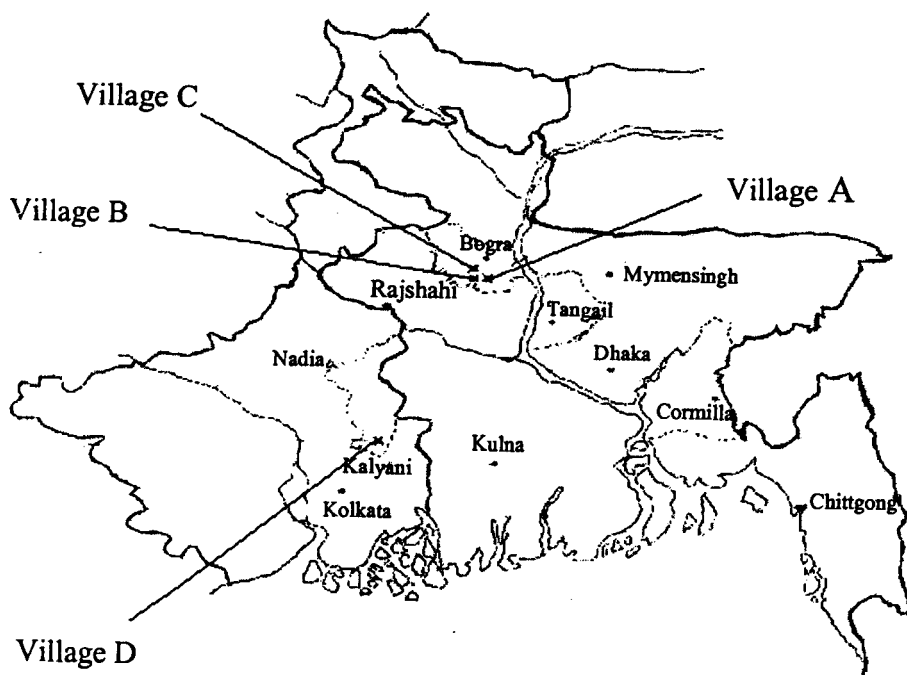 Village C
Village A
Village B
Bogra
Mymensingh
Rajshahi
Tangail
Nadia
Dhaka
Cormilla
Kulna
Kalyani
Kolkata
Chittgong
Village D